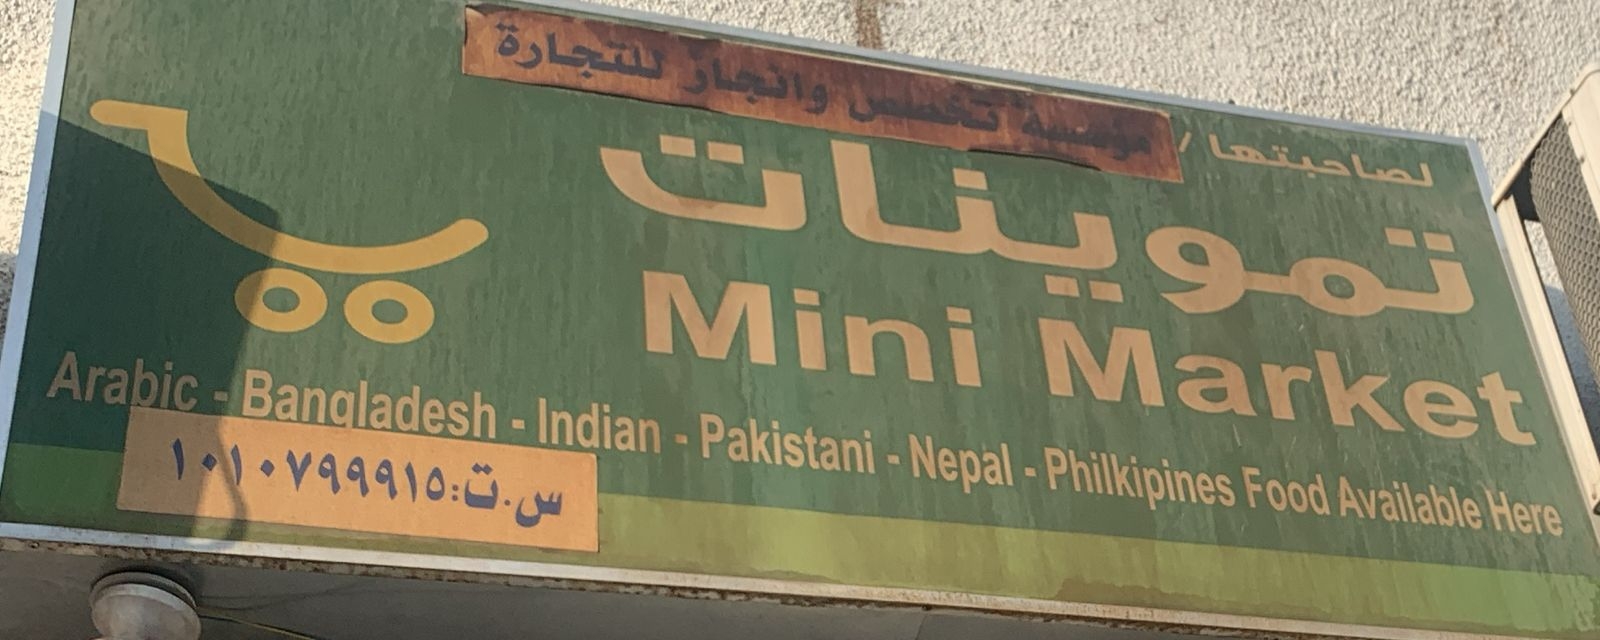 لصاحبتها / مؤسسة تخصص وانجاز للتجارة
تموينات
Mini Market
Arabic - Bangladesh - Indian - Pakistani - Nepal - Philkipines Food Available Here
س.ت: ١٠١٠٧٩٩٩١٥